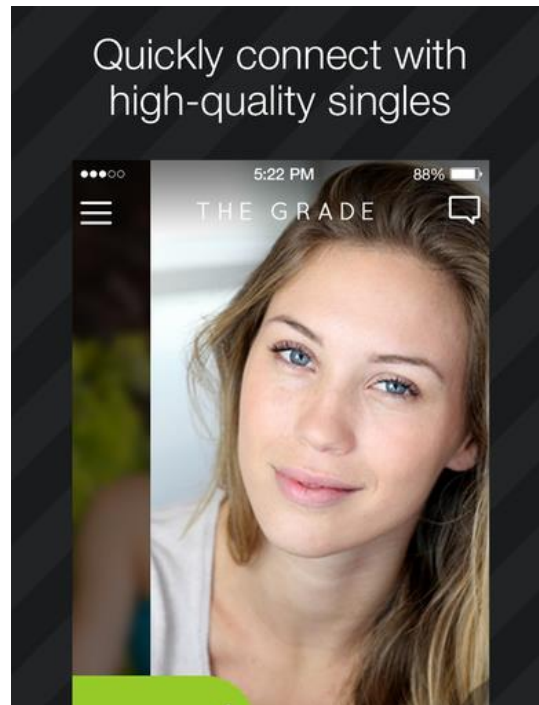 Quickly connect with
high-quality singles
5:22 PM 88%
THE GRADE